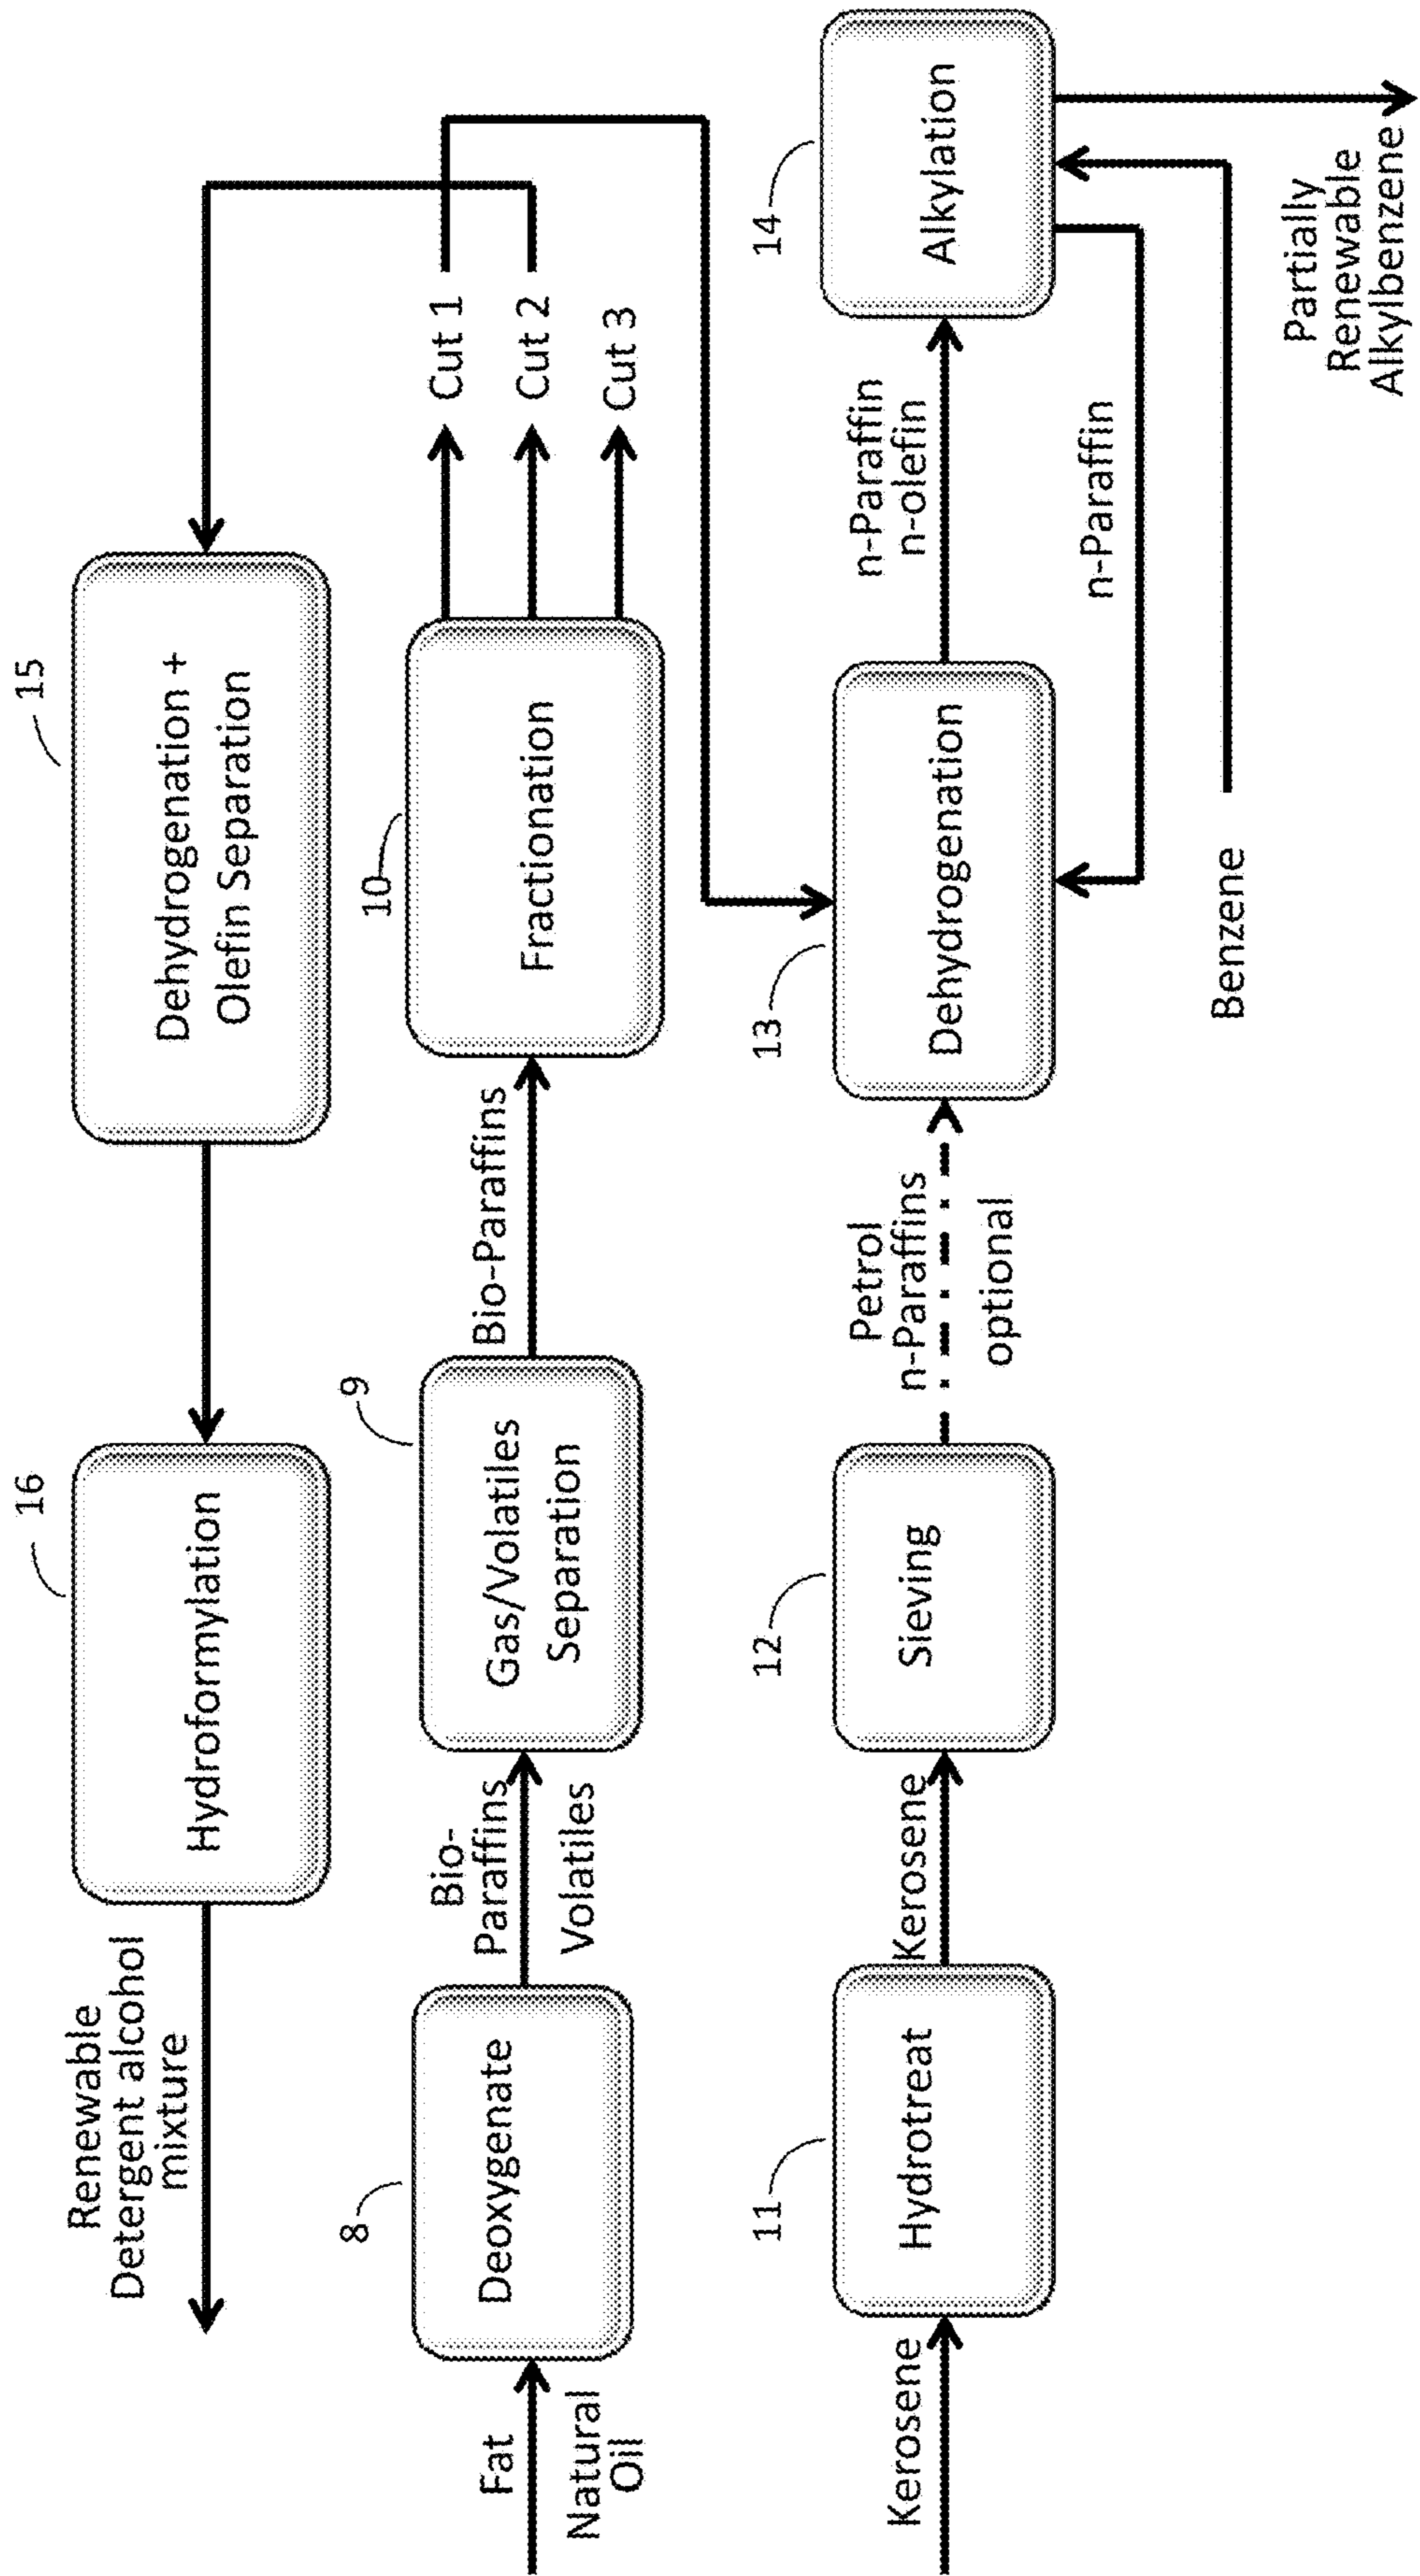 15
16
Dehydrogenation +
Olefin Separation
Hydroformylation
Renewable
Detergent alcohol
mixture
8
9
10
Fat
Natural
Oil
Deoxygenate
Bio-
Paraffins
Volatiles
Gas/Volatiles
Separation
Bio-Paraffins
Fractionation
Cut 1
Cut 2
Cut 3
11
12
13
14
Kerosene
Hydrotreat
Kerosene
Sieving
Petrol
n-Paraffins
optional
Dehydrogenation
n-Paraffin
n-olefin
Alkylation
n-Paraffin
Benzene
Partially
Renewable
Alkylbenzene